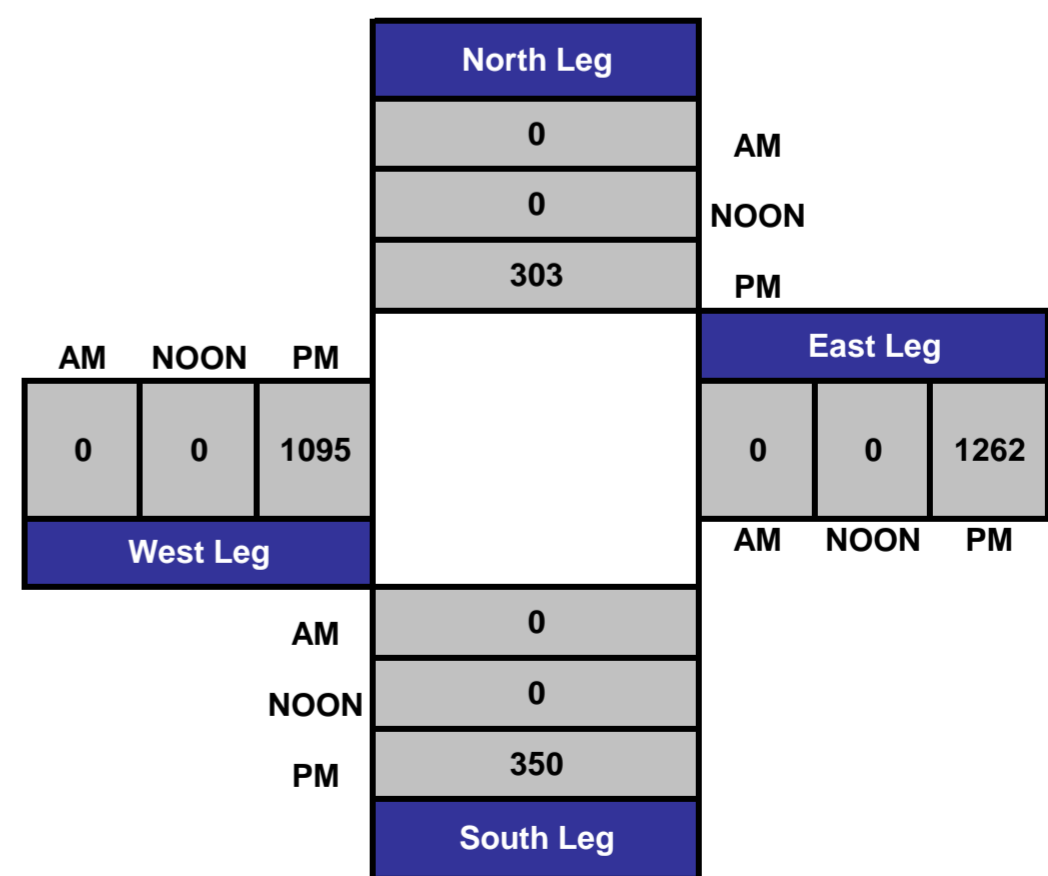 North Leg
0 AM
0 NOON
303 PM
East Leg
AM NOON PM
0 0 1095
0 0 1262
West Leg
AM NOON PM
AM 0
NOON 0
PM 350
South Leg